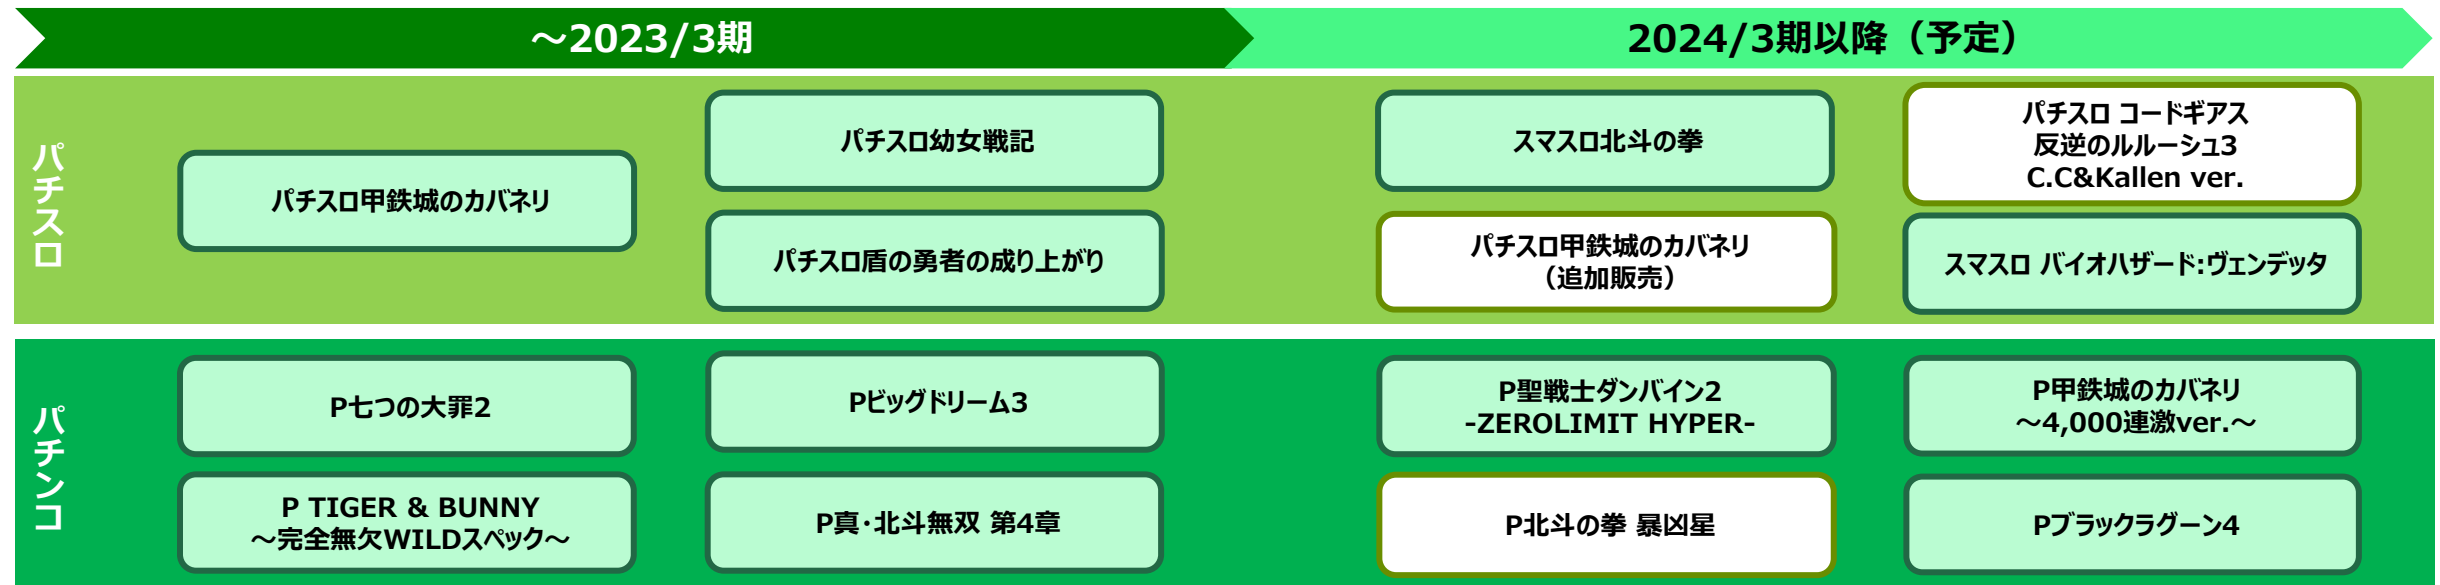 ～2023/3期
2024/3期以降（予定）
パチスロ
パチスロ甲鉄城のカバネリ
パチスロ幼女戦記
パチスロ盾の勇者の成り上がり
スマスロ北斗の拳
パチスロ甲鉄城のカバネリ
（追加販売）
パチスロ コードギアス
反逆のルルーシュ3
C.C&Kallen ver.
スマスロ バイオハザード:ヴェンデッタ
パチンコ
P七つの大罪2
P TIGER & BUNNY
～完全無欠WILDスペック～
Pビッグドリーム3
P真・北斗無双 第4章
P聖戦士ダンバイン2
-ZEROLIMIT HYPER-
P北斗の拳 暴凶星
P甲鉄城のカバネリ
～4,000連激ver.～
Pブラックラグーン4